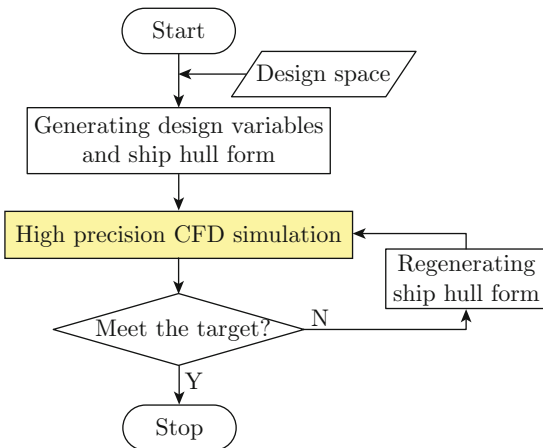 Start
Design space
Generating design variables
and ship hull form
High precision CFD simulation
Regenerating
ship hull form
Meet the target?
N
Y
Stop